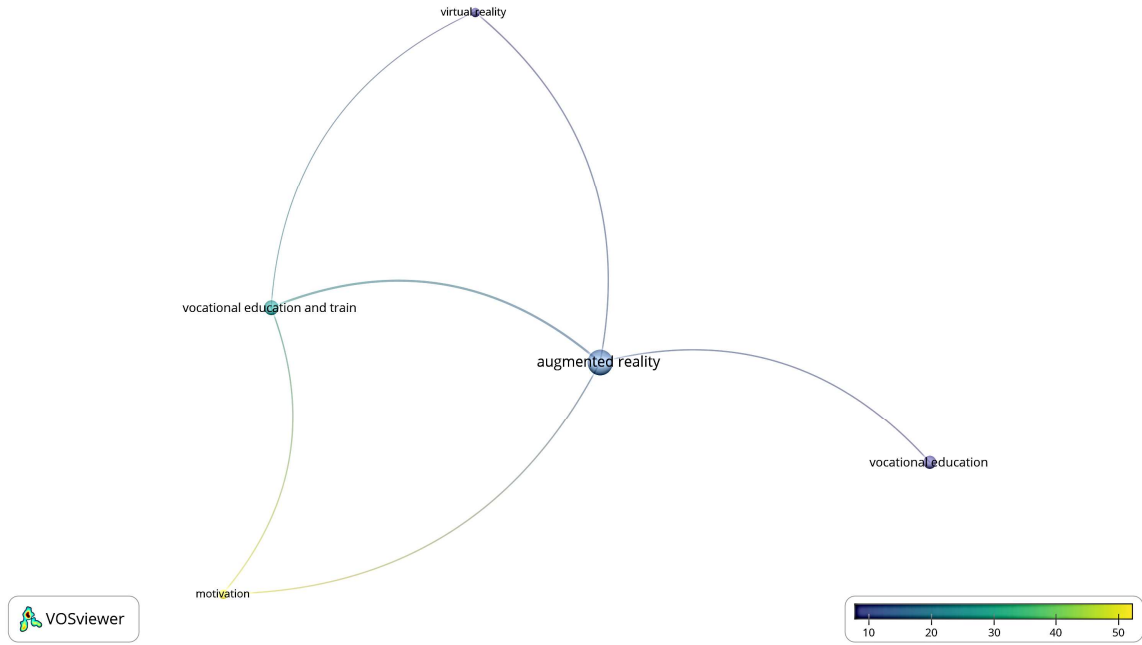 virtual reality
vocational education and train
augmented reality
vocational education
motivation
VOSviewer
10 20 30 40 50